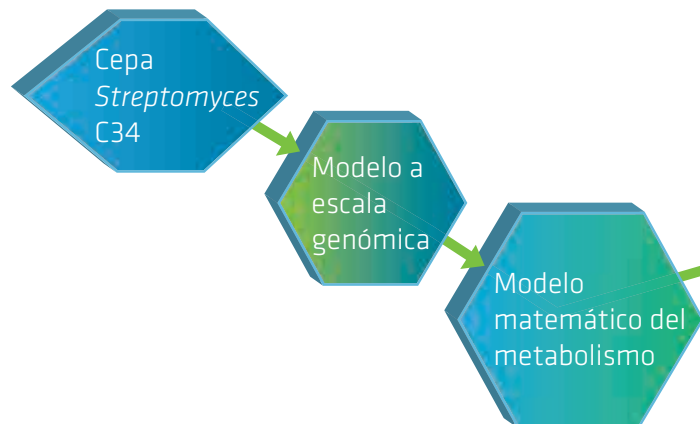 Cepa
Streptomyces
C34
Modelo a
escala
genómica
Modelo
matemático del
metabolismo